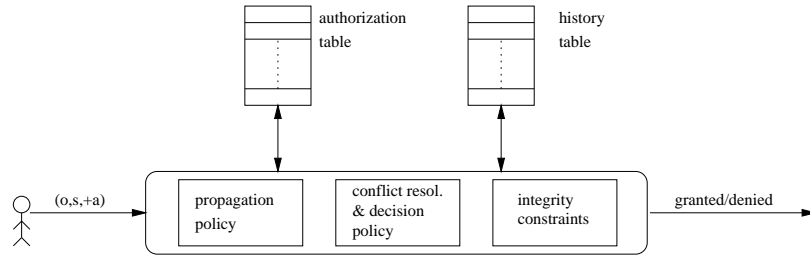 authorization
table
history
table
(o,s,+a)
propagation
policy
conflict resol.
& decision
policy
integrity
constraints
granted/denied